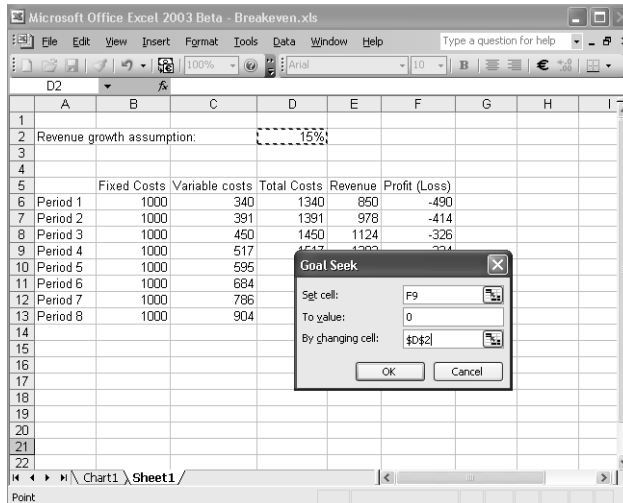 Microsoft Office Excel 2003 Beta - Breakeven.xls
File Edit View Insert Format Tools Data Window Help Type a question for help
100% Arial 10 B €
D2 fx
A B C D E F G H I
1
2 Revenue growth assumption: 15%
3
4
5 Fixed Costs Variable costs Total Costs Revenue Profit (Loss)
6 Period 1 1000 340 1340 850 -490
7 Period 2 1000 391 1391 978 -414
8 Period 3 1000 450 1450 1124 -326
9 Period 4 1000 517
10 Period 5 1000 595
11 Period 6 1000 684
12 Period 7 1000 786
13 Period 8 1000 904
14
15
16
17
18
19
20
21
22
Goal Seek
Set cell: F9
To value: 0
By changing cell: $D$2
OK Cancel
Chart1 Sheet1
Point